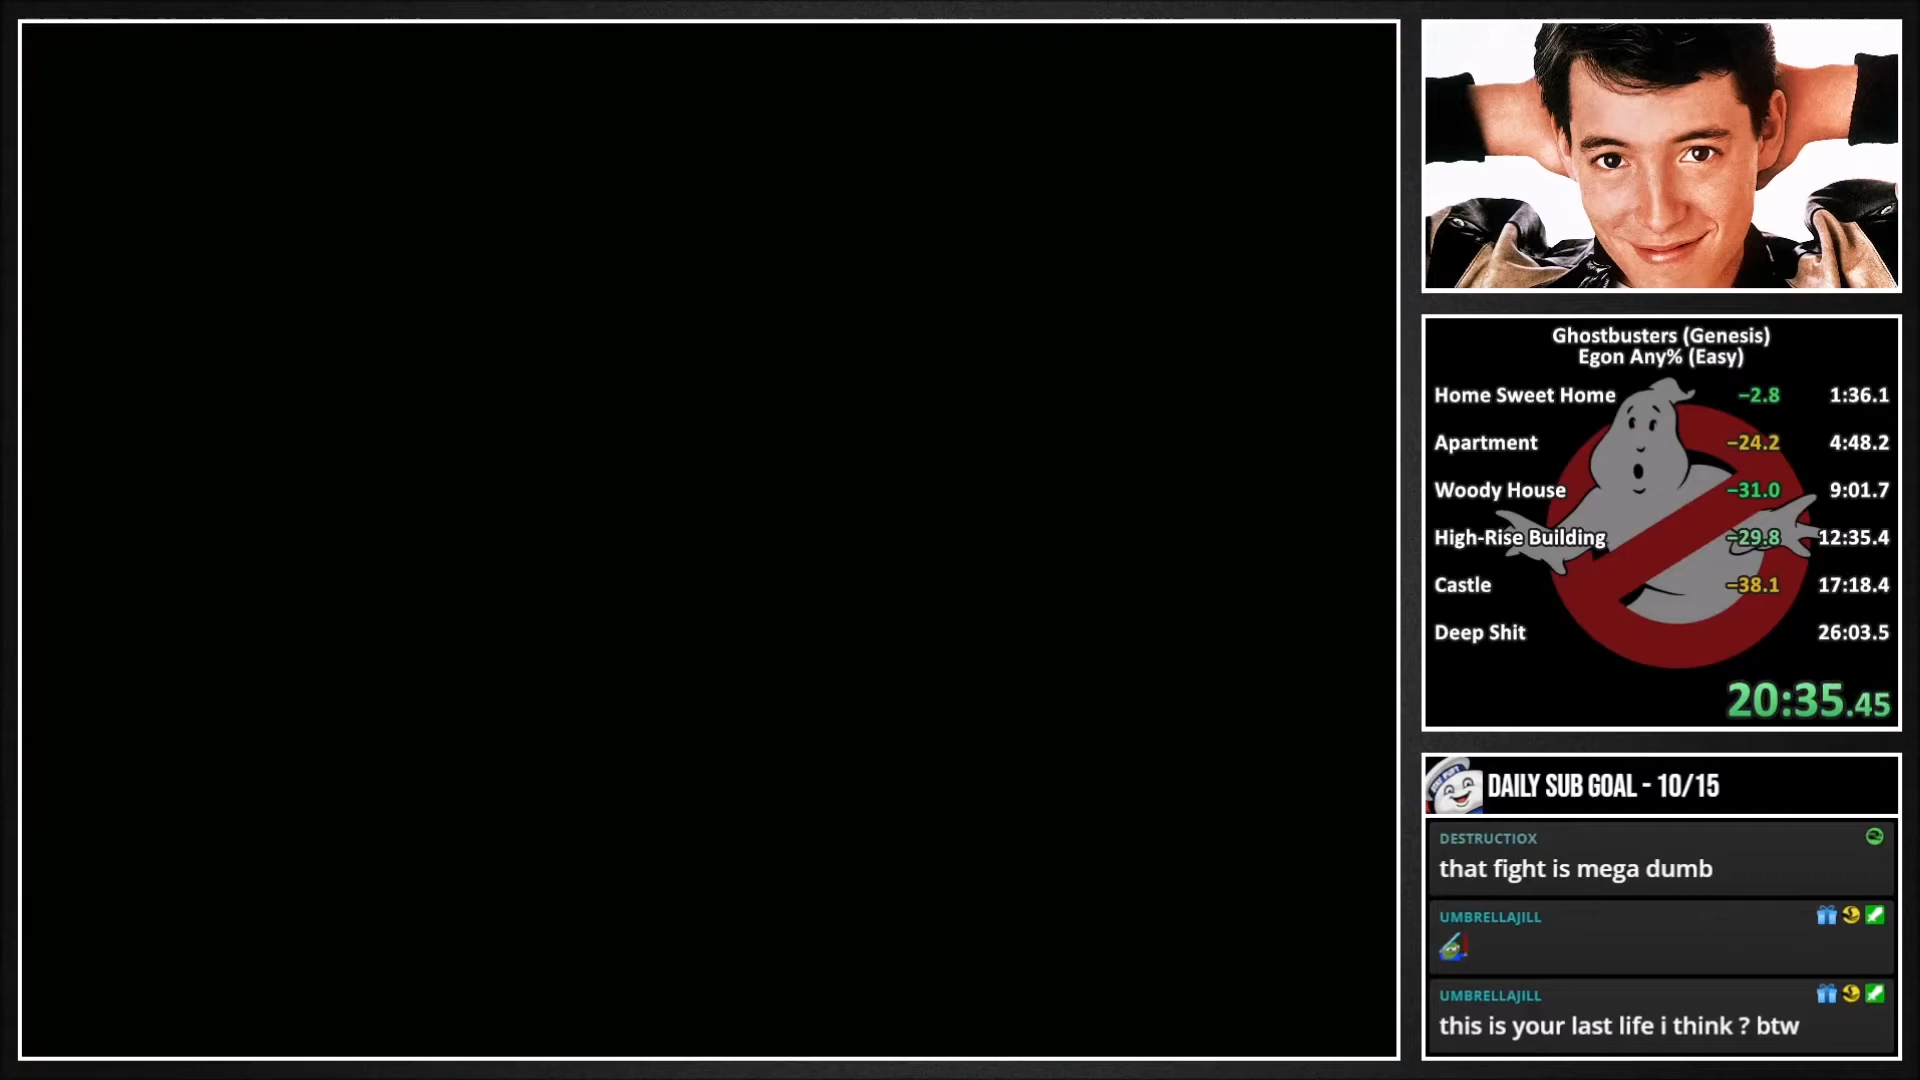 Ghostbusters (Genesis)
Egon Any% (Easy)
Home Sweet Home −2.8 1:36.1
Apartment −24.2 4:48.2
Woody House −31.0 9:01.7
High-Rise Building −29.8 12:35.4
Castle −38.1 17:18.4
Deep Shit 26:03.5
20:35.45
DAILY SUB GOAL - 10/15
DESTRUCTIOX
that fight is mega dumb
UMBRELLAJILL
UMBRELLAJILL
this is your last life i think ? btw